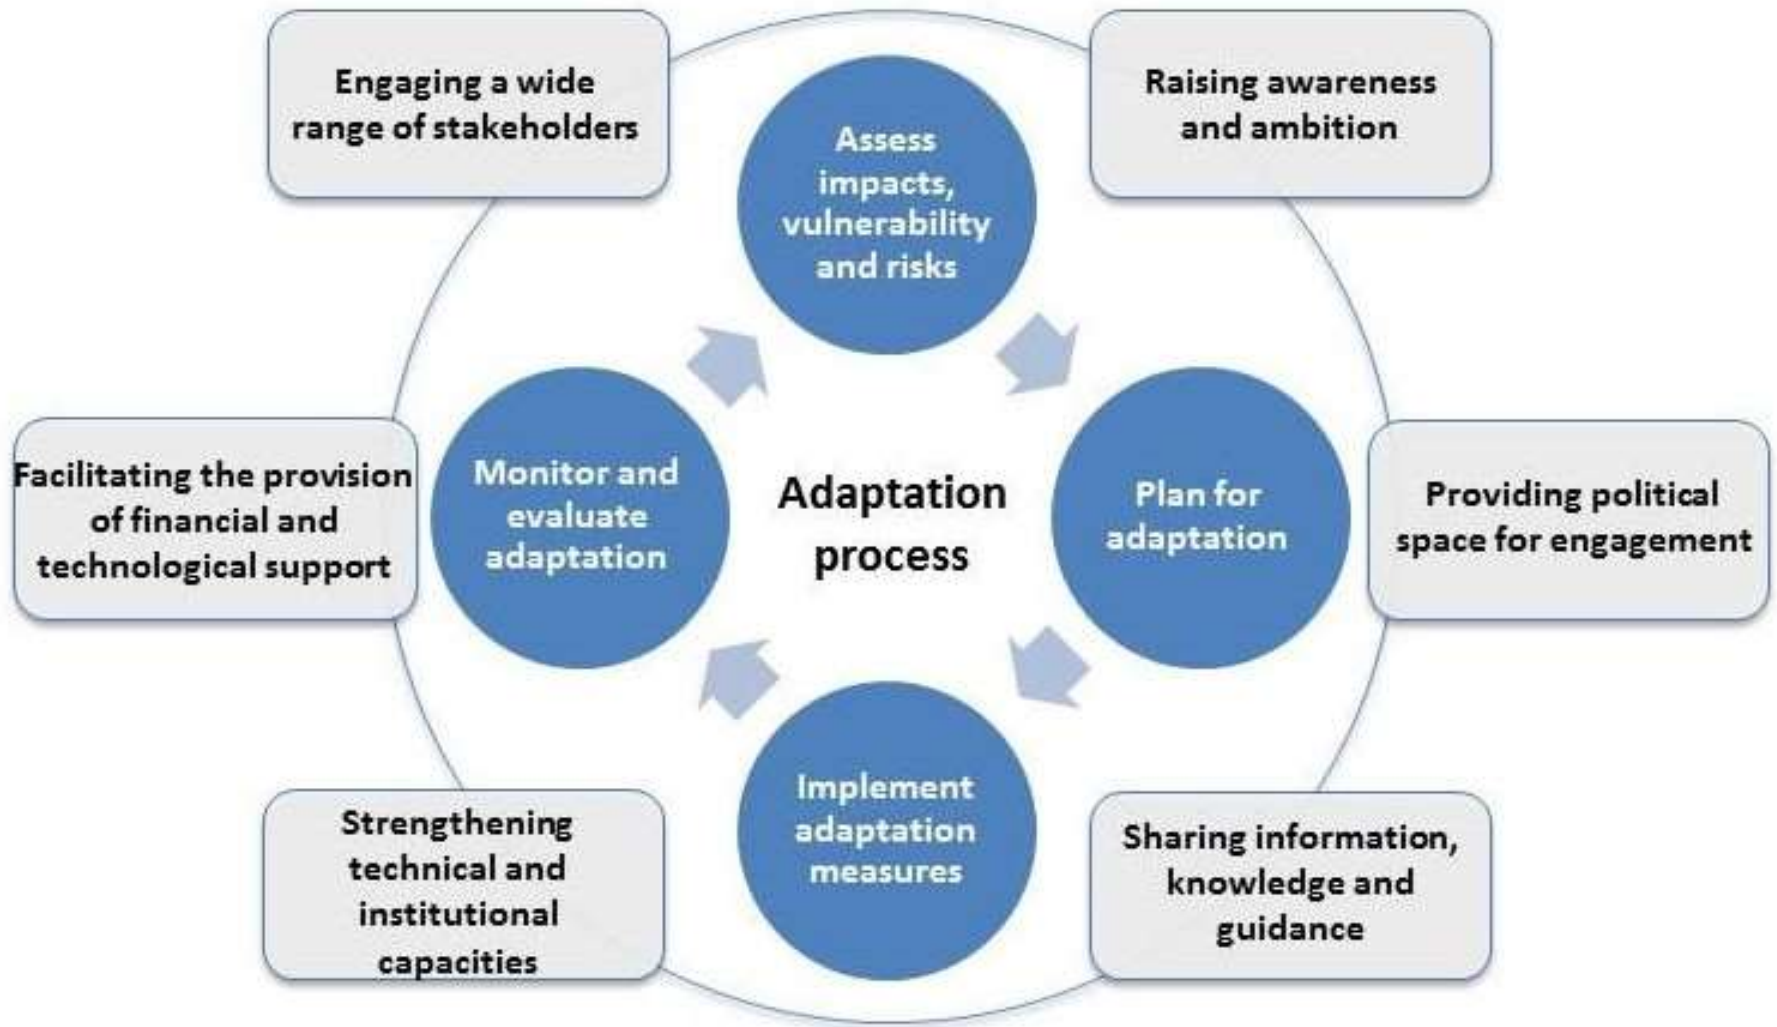 Engaging a wide
range of stakeholders
Raising awareness
and ambition
Assess
impacts,
vulnerability
and risks
Facilitating the provision
of financial and
technological support
Monitor and
evaluate
adaptation
Adaptation
process
Plan for
adaptation
Providing political
space for engagement
Strengthening
technical and
institutional
capacities
Implement
adaptation
measures
Sharing information,
knowledge and
guidance